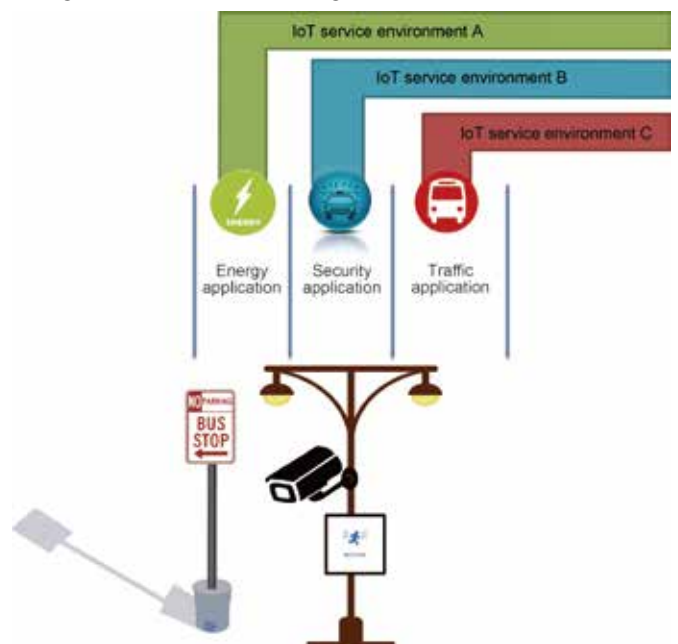 IoT service environment A
IoT service environment B
IoT service environment C
ENERGY
Energy
application
Security
application
Traffic
application
NO PARKING
BUS
STOP